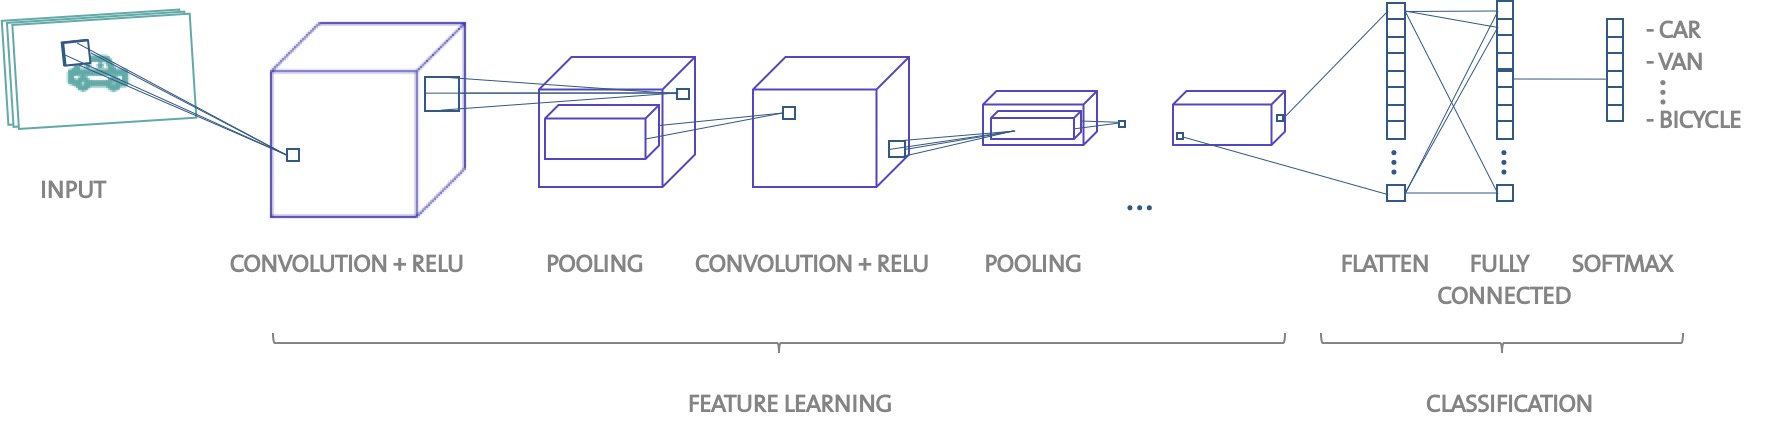 - CAR
- VAN
- BICYCLE
INPUT
CONVOLUTION + RELU
POOLING
CONVOLUTION + RELU
POOLING
...
FLATTEN
FULLY
CONNECTED
SOFTMAX
FEATURE LEARNING
CLASSIFICATION